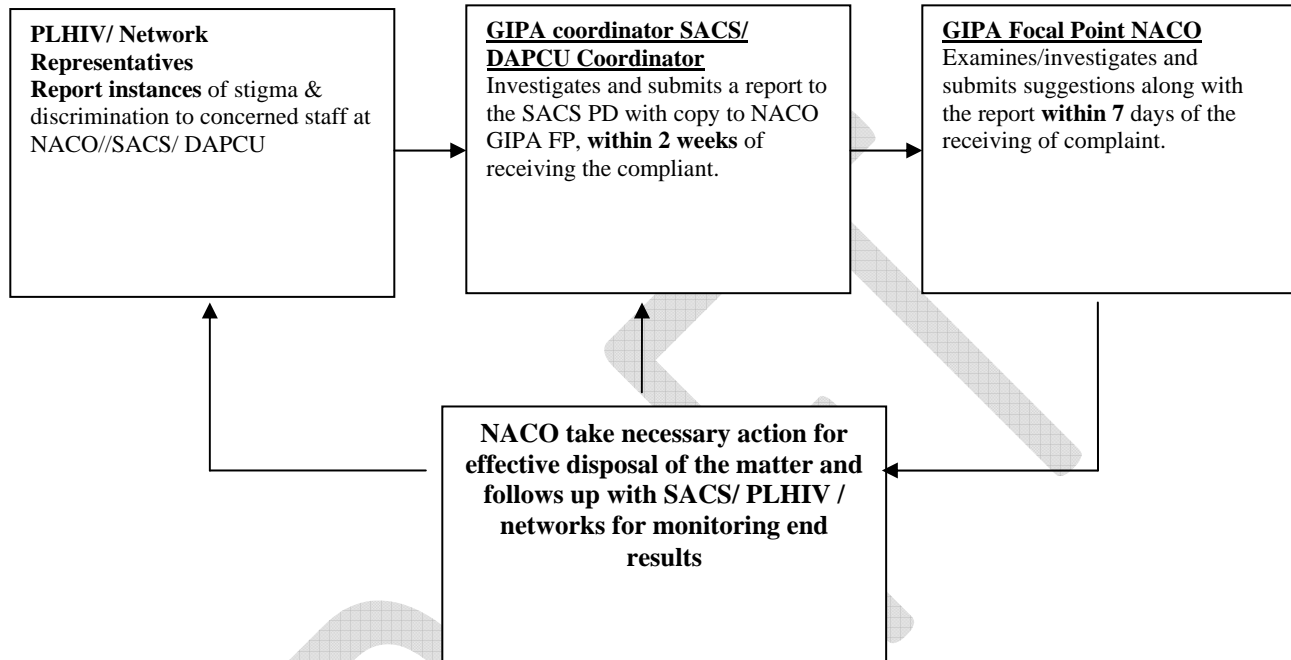 PLHIV/ Network
Representatives
Report instances of stigma &
discrimination to concerned staff at
NACO//SACS/ DAPCU
GIPA coordinator SACS/
DAPCU Coordinator
Investigates and submits a report to
the SACS PD with copy to NACO
GIPA FP, within 2 weeks of
receiving the compliant.
GIPA Focal Point NACO
Examines/investigates and
submits suggestions along with
the report within 7 days of the
receiving of complaint.
NACO take necessary action for
effective disposal of the matter and
follows up with SACS/ PLHIV /
networks for monitoring end
results